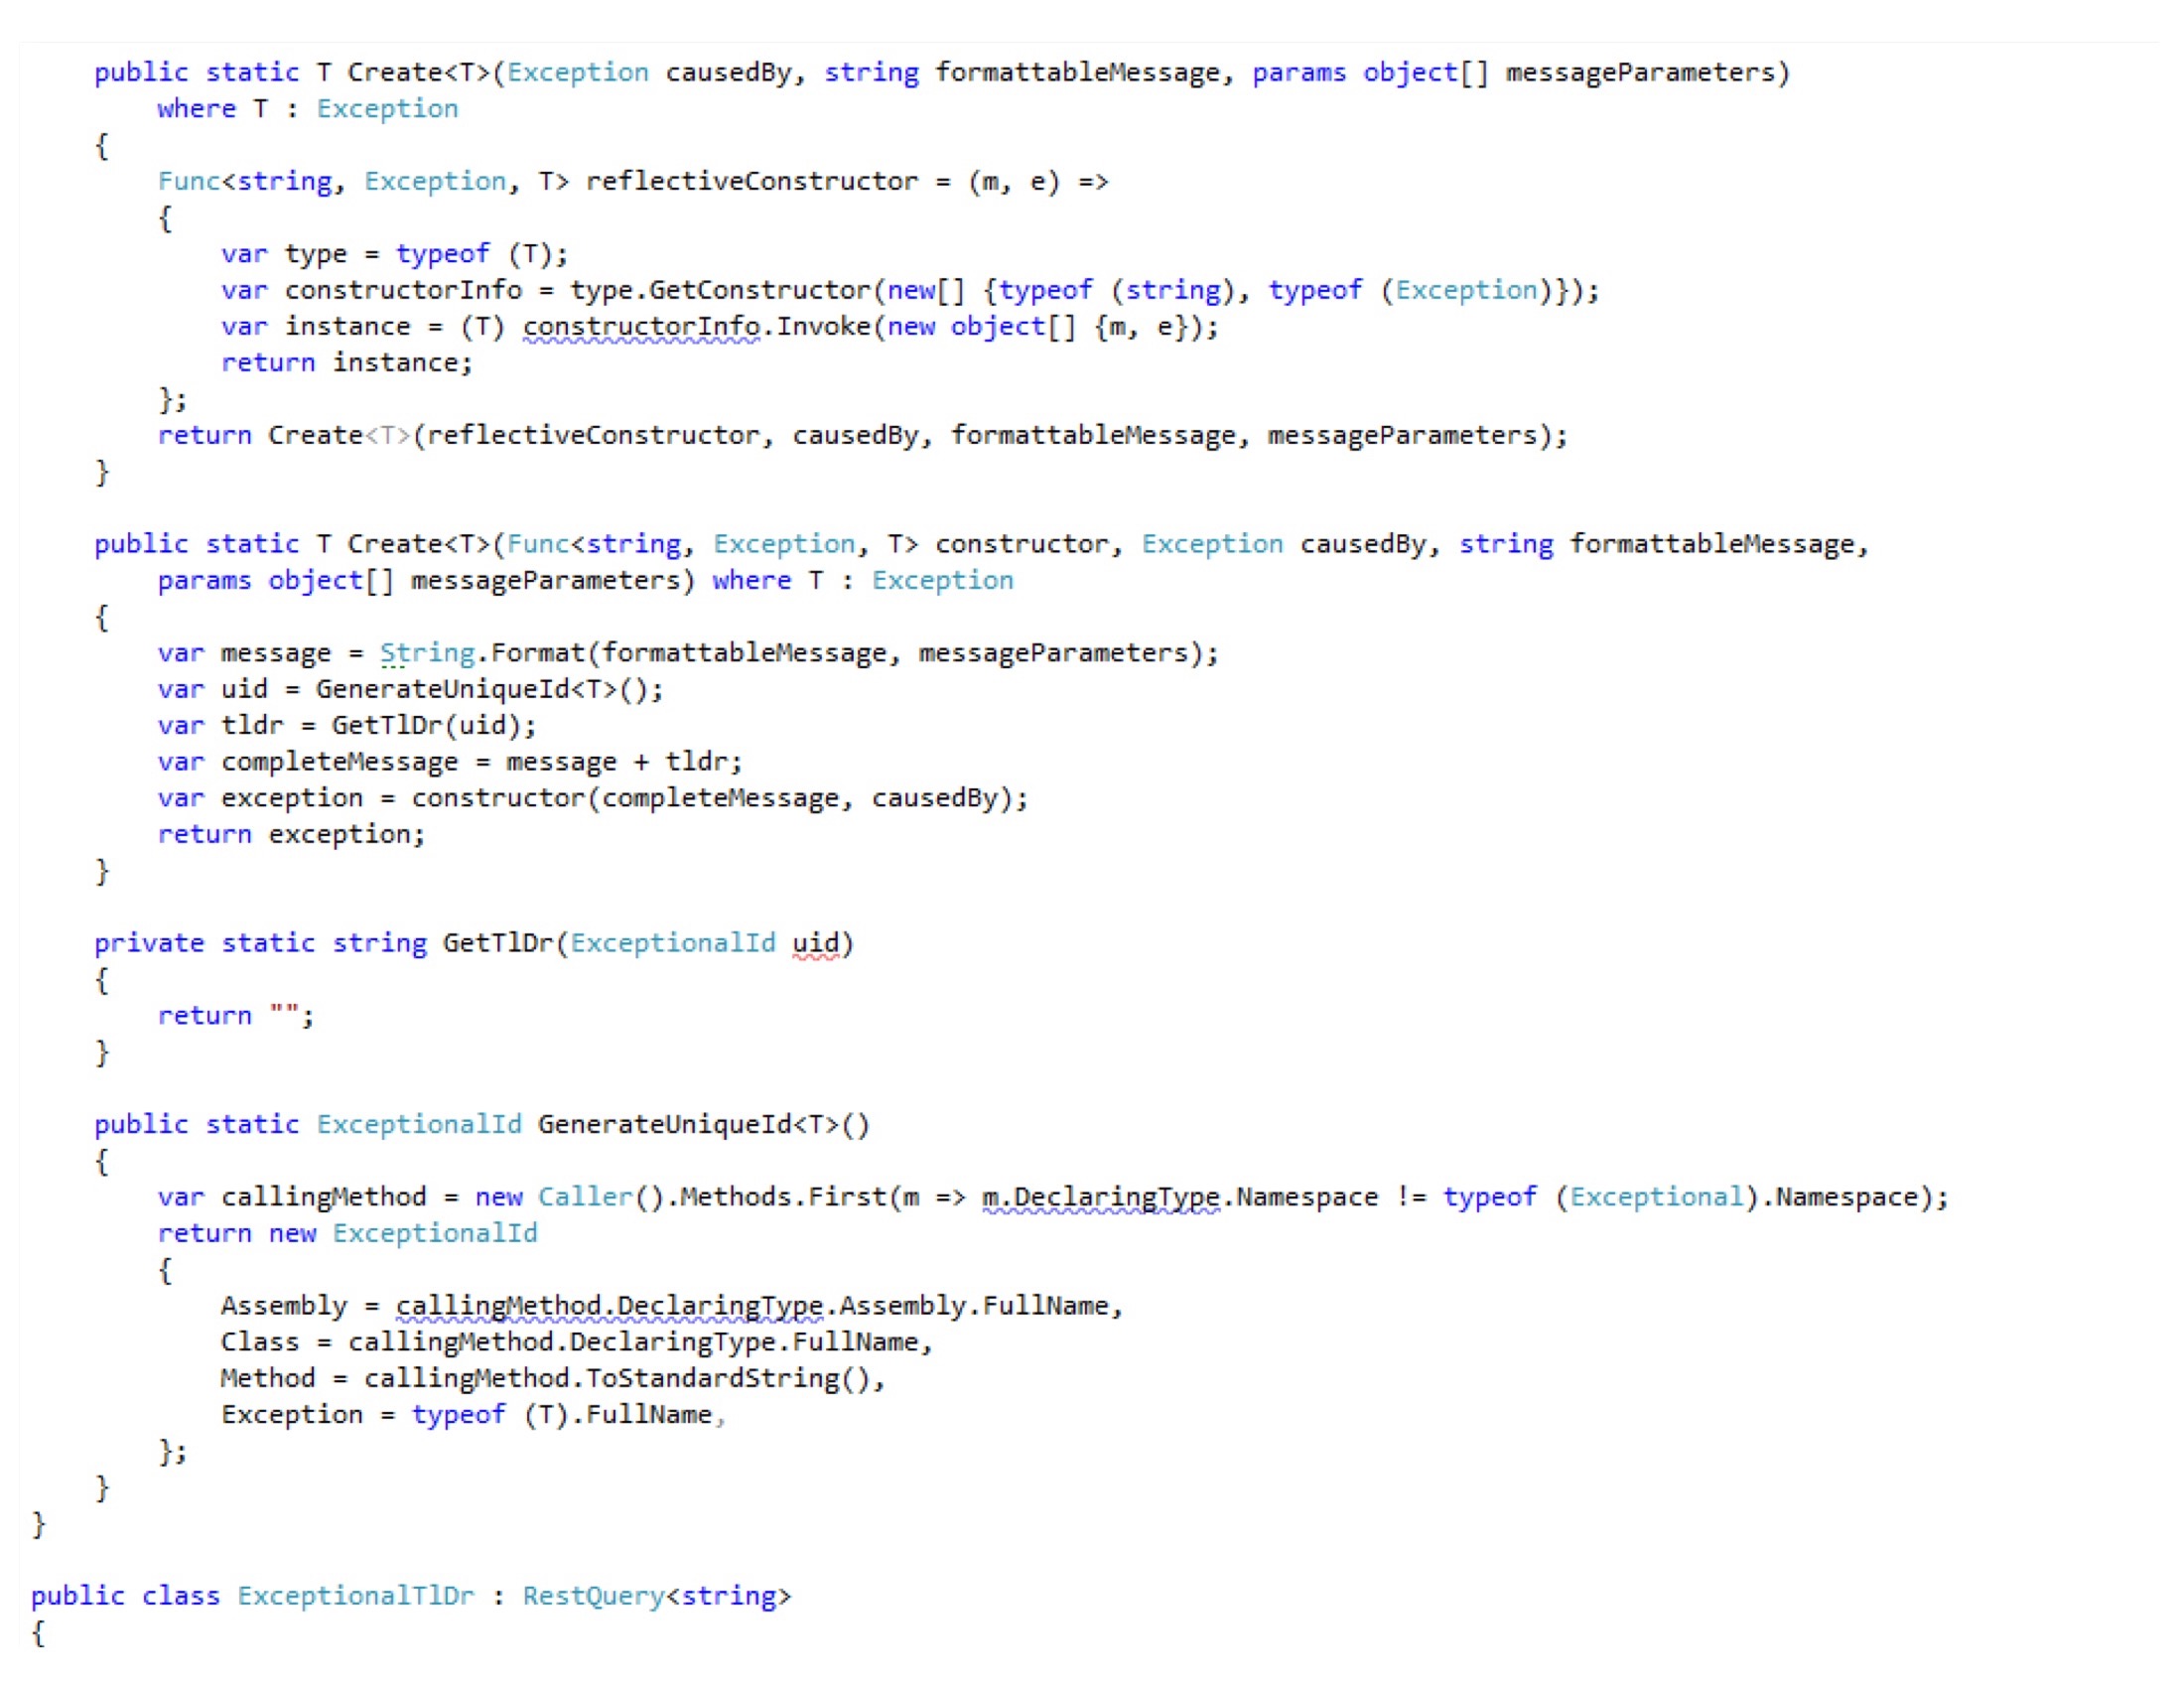 public static T Create<T>(Exception causedBy, string formattableMessage, params object[] messageParameters)
where T : Exception
{
Func<string, Exception, T> reflectiveConstructor = (m, e) =>
{
var type = typeof (T);
var constructorInfo = type.GetConstructor(new[] {typeof (string), typeof (Exception)});
var instance = (T) constructorInfo.Invoke(new object[] {m, e});
return instance;
};
return Create<T>(reflectiveConstructor, causedBy, formattableMessage, messageParameters);
}
public static T Create<T>(Func<string, Exception, T> constructor, Exception causedBy, string formattableMessage,
params object[] messageParameters) where T : Exception
{
var message = String.Format(formattableMessage, messageParameters);
var uid = GenerateUniqueId<T>();
var tldr = GetTlDr(uid);
var completeMessage = message + tldr;
var exception = constructor(completeMessage, causedBy);
return exception;
}
private static string GetTlDr(ExceptionalId uid)
{
return "";
}
public static ExceptionalId GenerateUniqueId<T>()
{
var callingMethod = new Caller().Methods.First(m => m.DeclaringType.Namespace != typeof (Exceptional).Namespace);
return new ExceptionalId
{
Assembly = callingMethod.DeclaringType.Assembly.FullName,
Class = callingMethod.DeclaringType.FullName,
Method = callingMethod.ToStandardString(),
Exception = typeof (T).FullName,
};
}
}
public class ExceptionalTlDr : RestQuery<string>
{